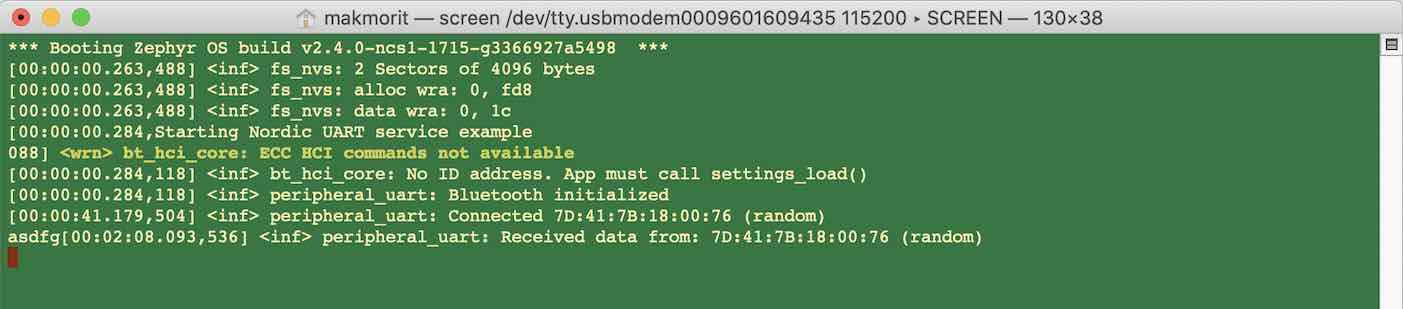 makmorit — screen /dev/tty.usbmodem0009601609435 115200 ▸ SCREEN — 130×38
*** Booting Zephyr OS build v2.4.0-ncs1-1715-g3366927a5498  ***
[00:00:00.263,488] <inf> fs_nvs: 2 Sectors of 4096 bytes
[00:00:00.263,488] <inf> fs_nvs: alloc wra: 0, fd8
[00:00:00.263,488] <inf> fs_nvs: data wra: 0, 1c
[00:00:00.284,Starting Nordic UART service example
088] <wrn> bt_hci_core: ECC HCI commands not available
[00:00:00.284,118] <inf> bt_hci_core: No ID address. App must call settings_load()
[00:00:00.284,118] <inf> peripheral_uart: Bluetooth initialized
[00:00:41.179,504] <inf> peripheral_uart: Connected 7D:41:7B:18:00:76 (random)
asdfg[00:02:08.093,536] <inf> peripheral_uart: Received data from: 7D:41:7B:18:00:76 (random)